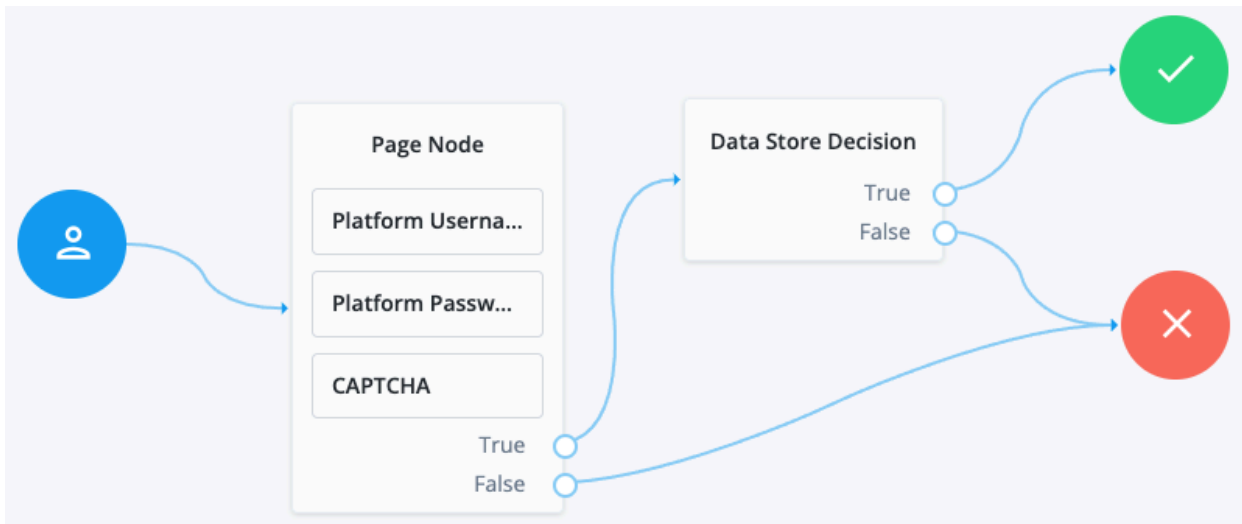 Page Node
Platform Userna...
Platform Passw...
CAPTCHA
True
False
Data Store Decision
True
False